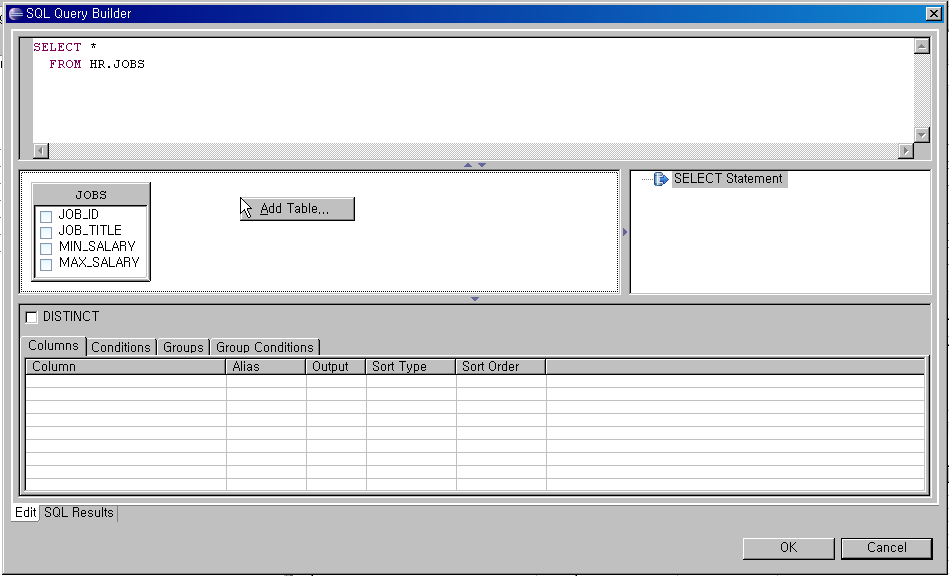 SQL Query Builder
SELECT *
FROM HR.JOBS
JOBS
JOB_ID
JOB_TITLE
MIN_SALARY
MAX_SALARY
Add Table...
SELECT Statement
DISTINCT
Columns Conditions Groups Group Conditions
Column Alias Output Sort Type Sort Order
Edit SQL Results
OK Cancel